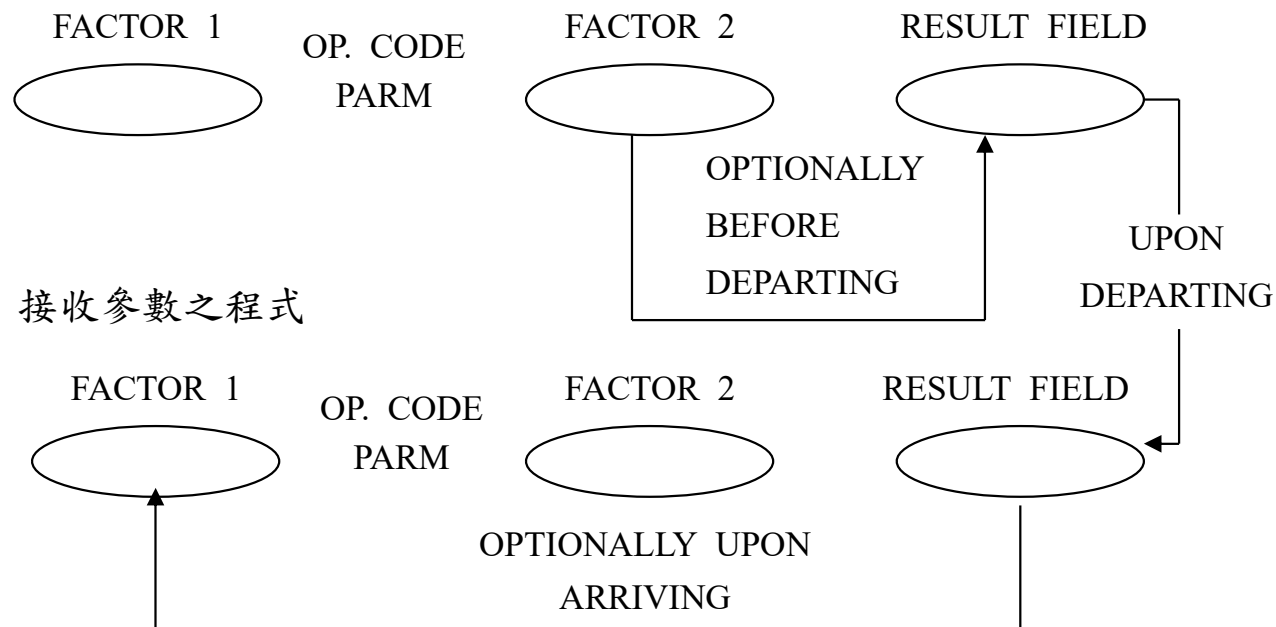 FACTOR 1
OP. CODE
PARM
FACTOR 2
RESULT FIELD
OPTIONALLY
BEFORE
DEPARTING
UPON
DEPARTING
接收參數之程式
FACTOR 1
OP. CODE
PARM
FACTOR 2
RESULT FIELD
OPTIONALLY UPON
ARRIVING